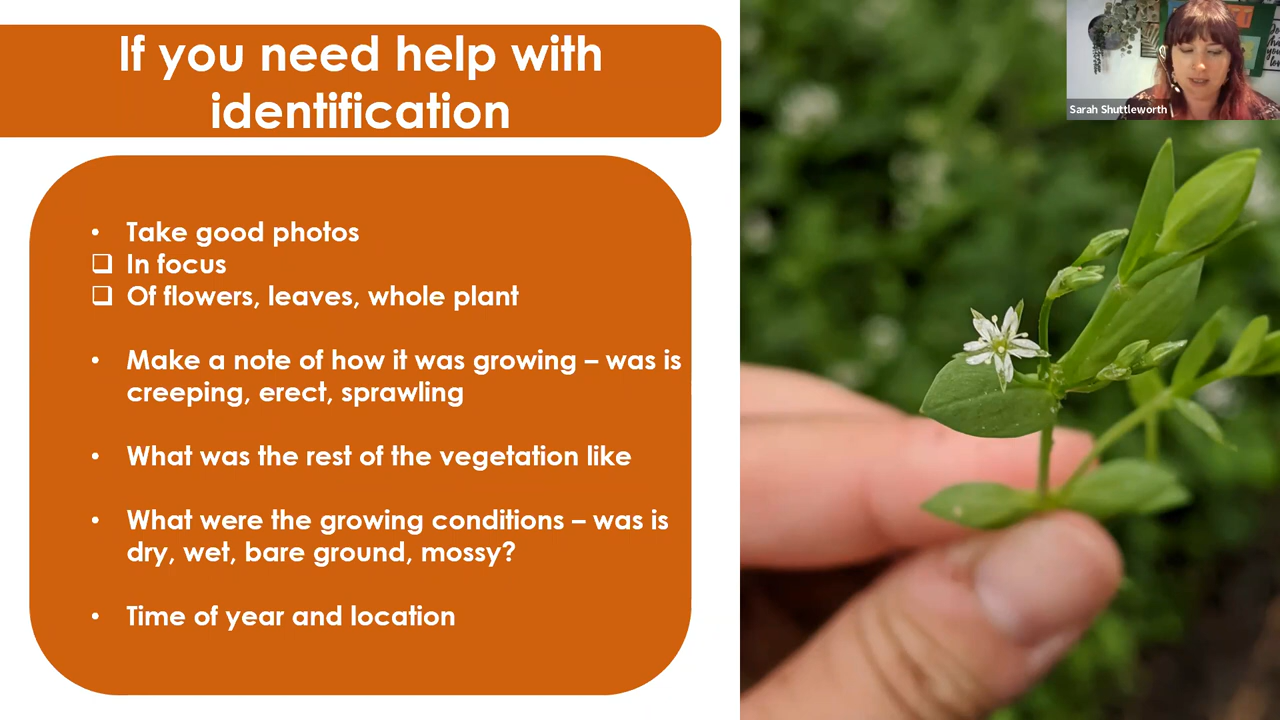 If you need help with
identification
• Take good photos
❑ In focus
❑ Of flowers, leaves, whole plant
• Make a note of how it was growing – was is
creeping, erect, sprawling
• What was the rest of the vegetation like
• What were the growing conditions – was is
dry, wet, bare ground, mossy?
• Time of year and location
Sarah Shuttleworth